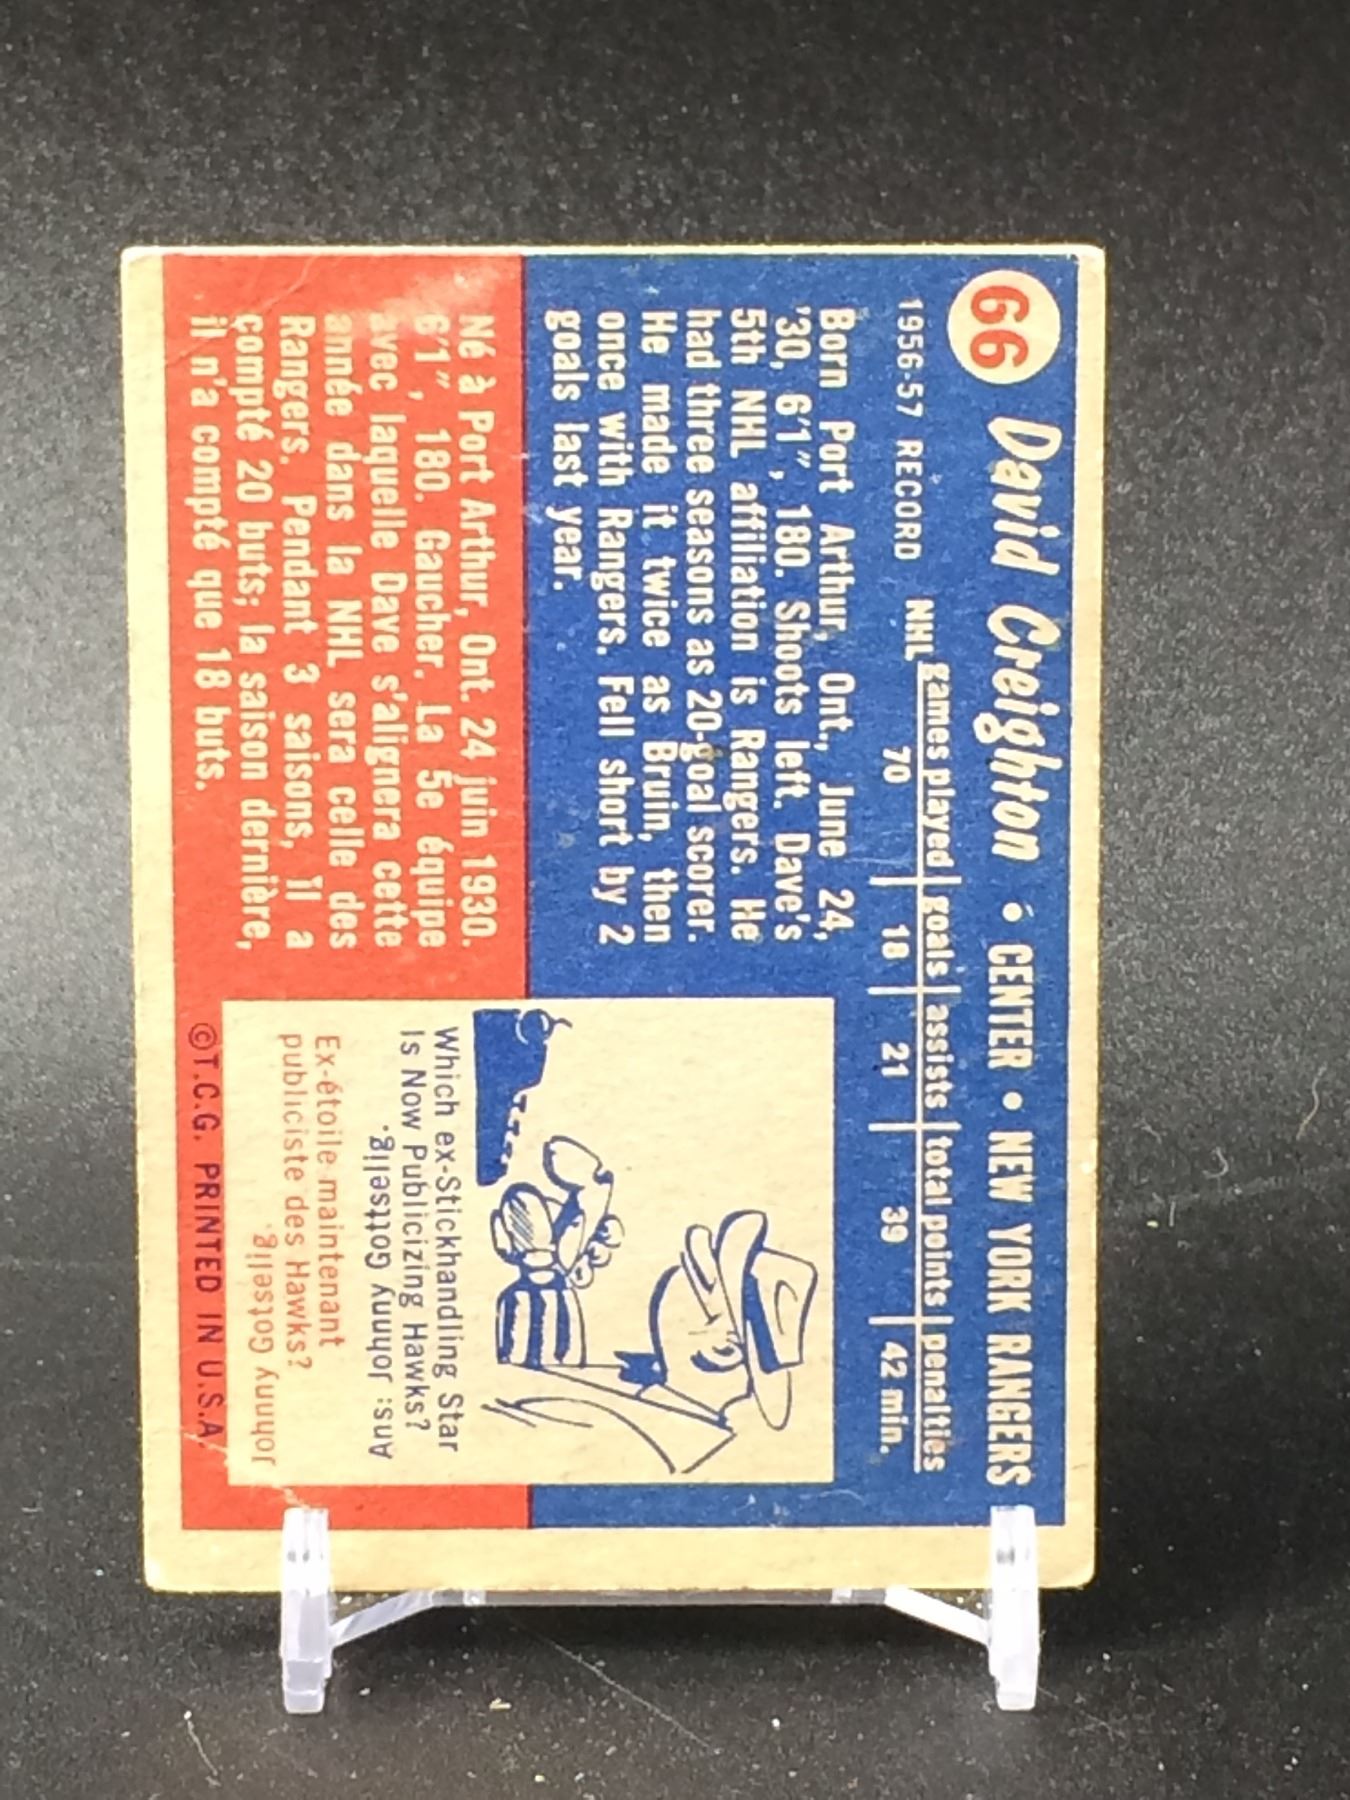 66 David Creighton • CENTER • NEW YORK RANGERS
1956-57 RECORD NHL games played goals assists total points penalties
70 18 21 39 42 min.
Born Port Arthur, Ont., June 24,
'30, 6'1", 180. Shoots left. Dave's
5th NHL affiliation is Rangers. He
had three seasons as 20-goal scorer.
He made it twice as Bruin, then
once with Rangers. Fell short by 2
goals last year.
Né à Port Arthur, Ont. 24 juin 1930.
6'1", 180. Gaucher. La 5e équipe
avec laquelle Dave s'alignera cette
année dans la NHL sera celle des
Rangers. Pendant 3 saisons, il a
compté 20 buts; la saison dernière,
il n'a compté que 18 buts.
Which ex-Stickhandling Star
Is Now Publicizing Hawks?
Ans: Johnny Gottselig.
Ex-étoile maintenant
publiciste des Hawks?
Johnny Gotselig.
©T.C.G. PRINTED IN U.S.A.